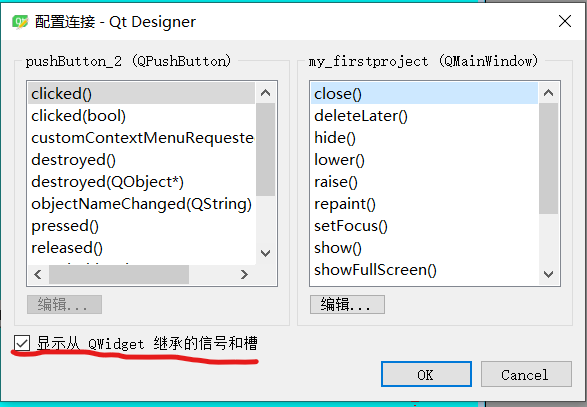 配置连接 - Qt Designer
pushButton_2 (QPushButton)
clicked()
clicked(bool)
customContextMenuRequeste
destroyed()
destroyed(QObject*)
objectNameChanged(QString)
pressed()
released()
编辑...
my_firstproject (QMainWindow)
close()
deleteLater()
hide()
lower()
raise()
repaint()
setFocus()
show()
showFullScreen()
编辑...
显示从 QWidget 继承的信号和槽
OK
Cancel